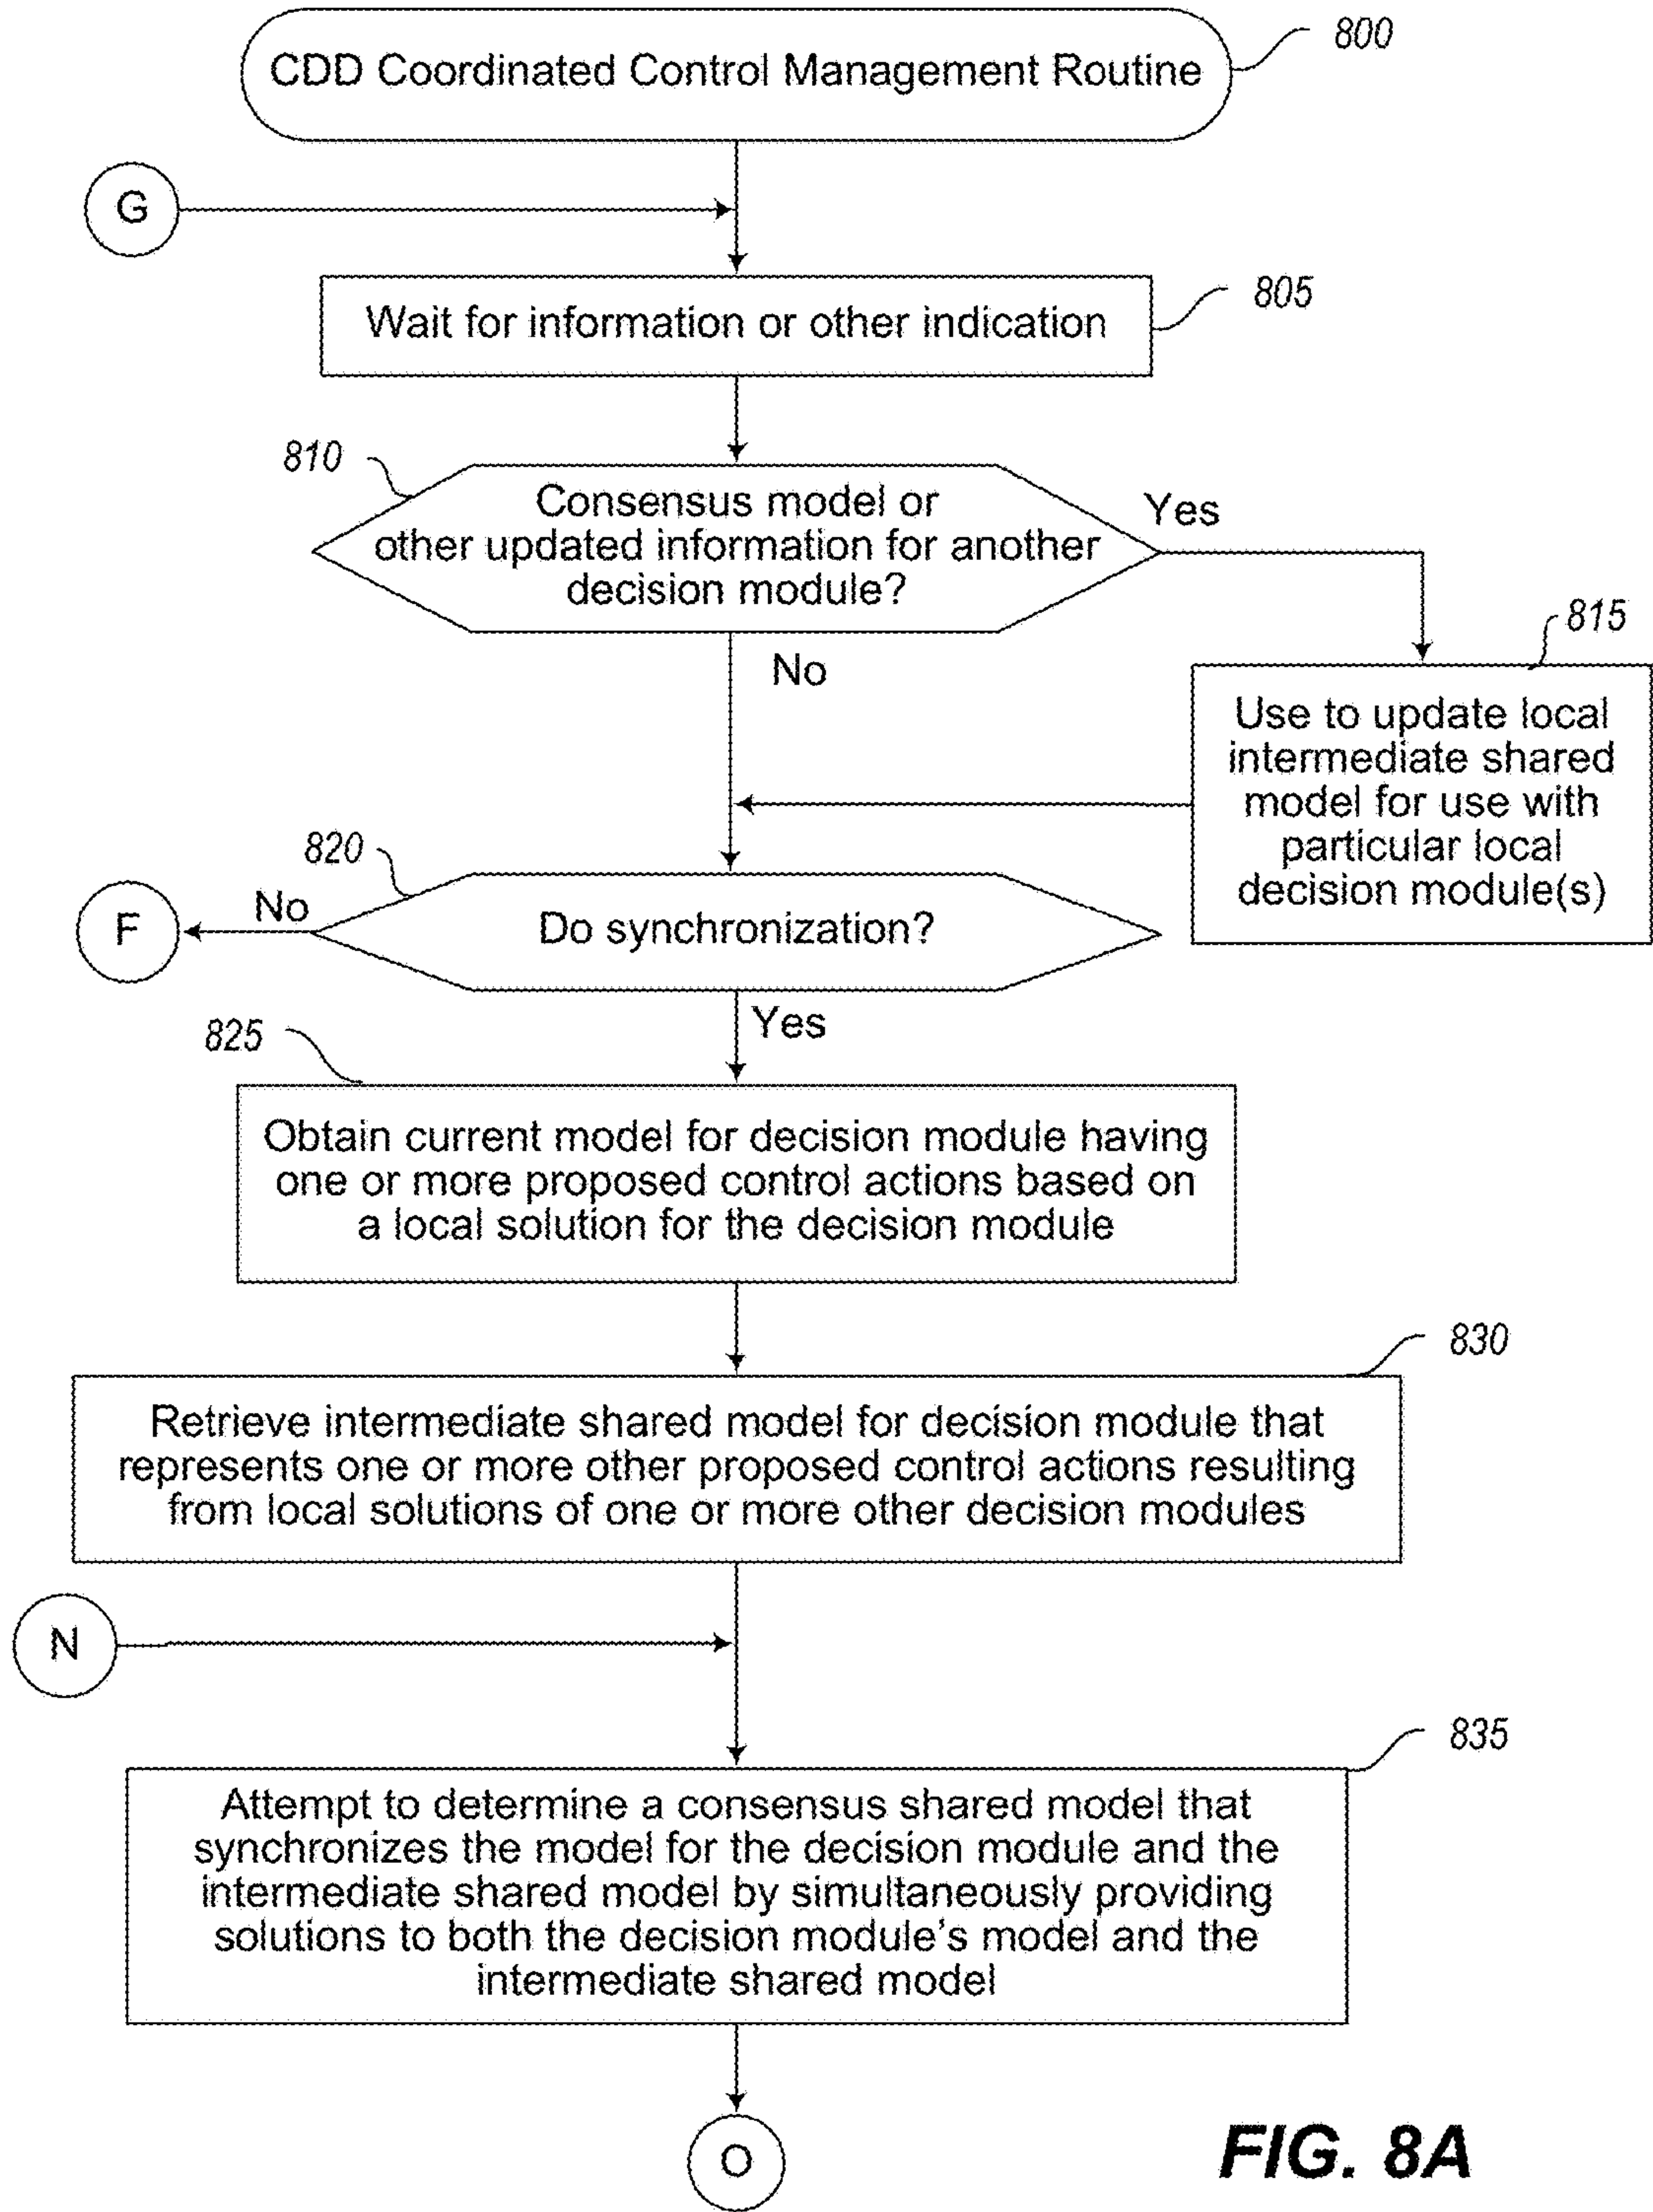 800
CDD Coordinated Control Management Routine
G
805
Wait for information or other indication
810
Consensus model or
other updated information for another
decision module?
Yes
No
815
Use to update local
intermediate shared
model for use with
particular local
decision module(s)
820
Do synchronization?
No
F
Yes
825
Obtain current model for decision module having
one or more proposed control actions based on
a local solution for the decision module
830
Retrieve intermediate shared model for decision module that
represents one or more other proposed control actions resulting
from local solutions of one or more other decision modules
N
835
Attempt to determine a consensus shared model that
synchronizes the model for the decision module and the
intermediate shared model by simultaneously providing
solutions to both the decision module's model and the
intermediate shared model
O
FIG. 8A